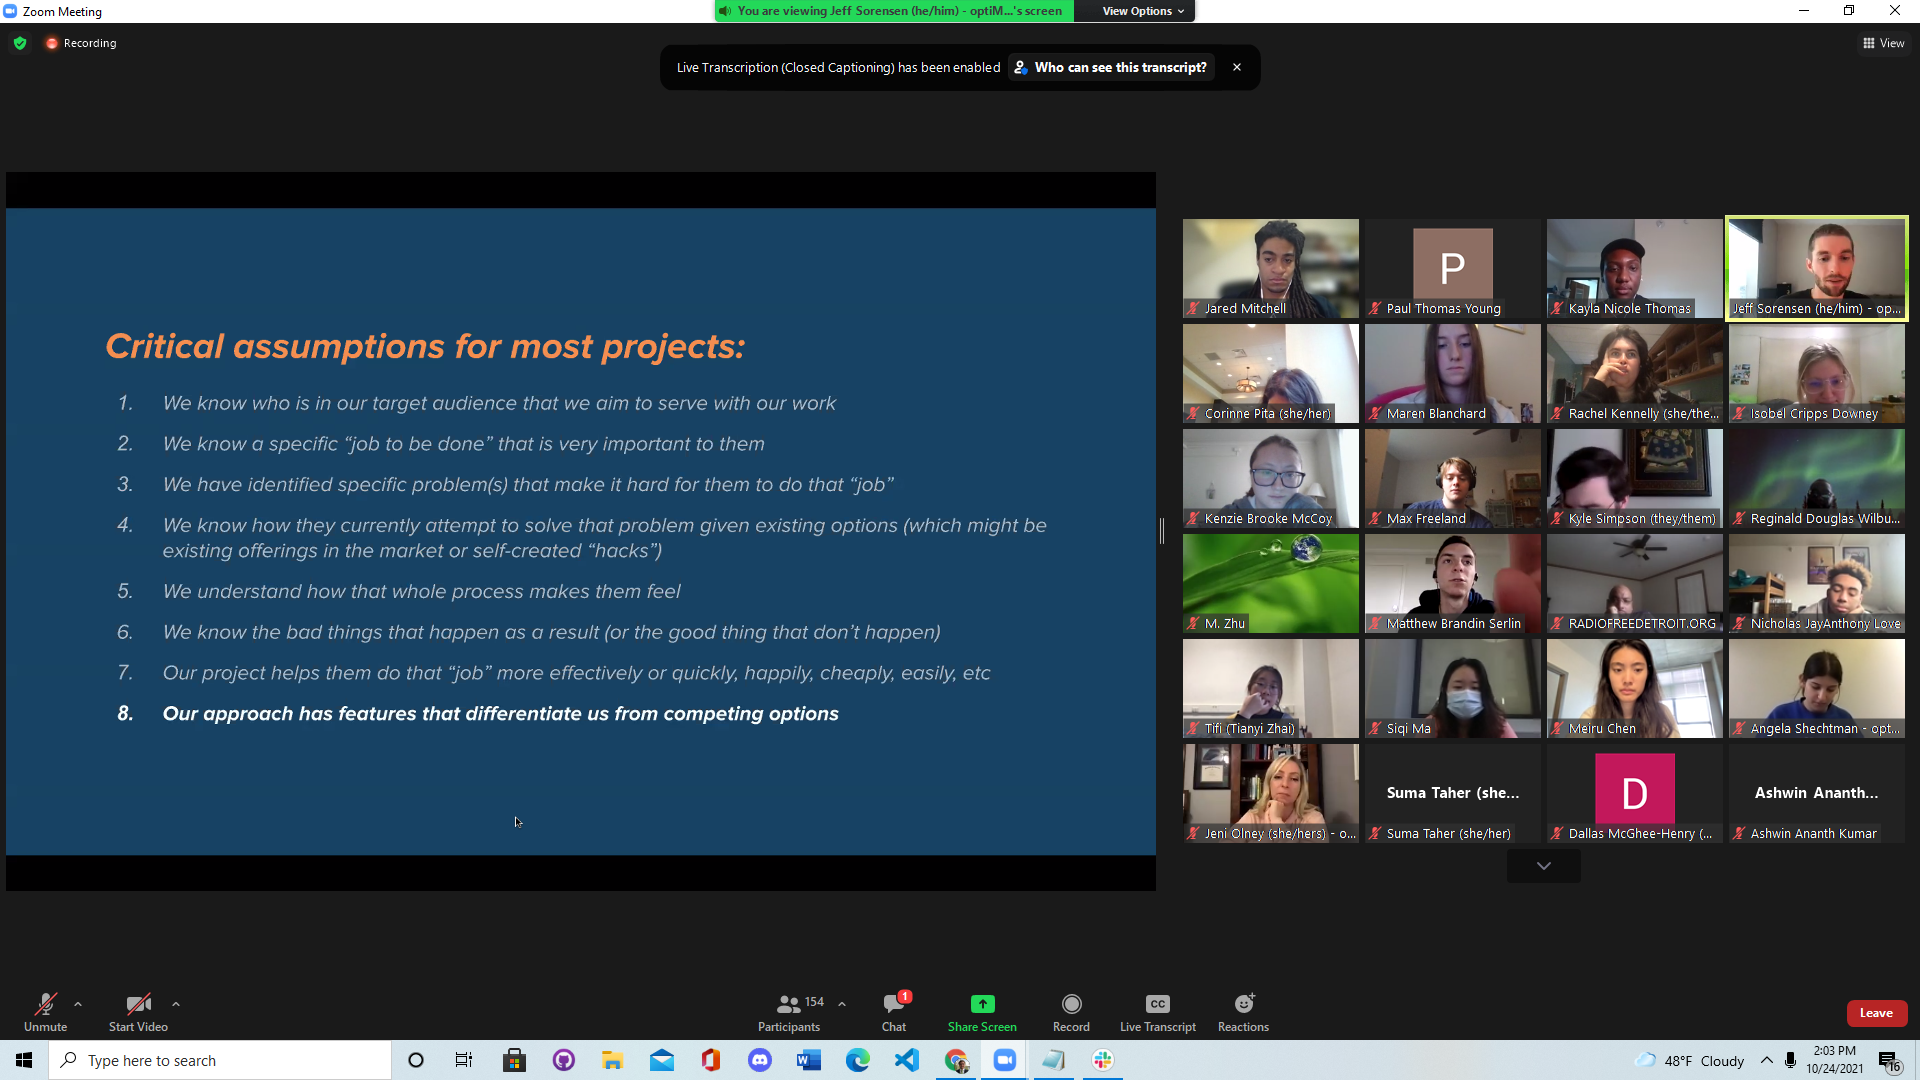 Zoom Meeting
You are viewing Jeff Sorensen (he/him) - optiM...'s screen
View Options
Recording
View
Live Transcription (Closed Captioning) has been enabled
Who can see this transcript?
Critical assumptions for most projects:
1. We know who is in our target audience that we aim to serve with our work
2. We know a specific “job to be done” that is very important to them
3. We have identified specific problem(s) that make it hard for them to do that “job”
4. We know how they currently attempt to solve that problem given existing options (which might be
existing offerings in the market or self-created “hacks”)
5. We understand how that whole process makes them feel
6. We know the bad things that happen as a result (or the good thing that don’t happen)
7. Our project helps them do that “job” more effectively or quickly, happily, cheaply, easily, etc
8. Our approach has features that differentiate us from competing options
P
Jared Mitchell
Paul Thomas Young
Kayla Nicole Thomas
Jeff Sorensen (he/him) - op...
Corinne Pita (she/her)
Maren Blanchard
Rachel Kennelly (she/the...
Isobel Cripps Downey
Kenzie Brooke McCoy
Max Freeland
Kyle Simpson (they/them)
Reginald Douglas Wilbu...
M. Zhu
Matthew Brandin Serlin
RADIOFREEDETROIT.ORG
Nicholas JayAnthony Love
Tifi (Tianyi Zhai)
Siqi Ma
Meiru Chen
Angela Shechtman - opt...
Suma Taher (she...
D
Ashwin Ananth...
Jeni Olney (she/hers) - o...
Suma Taher (she/her)
Dallas McGhee-Henry (...
Ashwin Ananth Kumar
Unmute
Start Video
154
Participants
1
Chat
Share Screen
Record
CC
Live Transcript
Reactions
Leave
Type here to search
48°F Cloudy
2:03 PM
10/24/2021
16